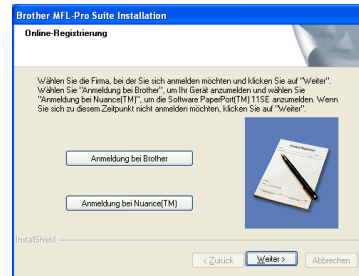 Brother MFL-Pro Suite Installation
Online-Registrierung
Wählen Sie die Firma, bei der Sie sich anmelden möchten und klicken Sie auf "Weiter".
Wählen Sie "Anmeldung bei Brother", um Ihr Gerät anzumelden und wählen Sie
"Anmeldung bei Nuance(TM)", um die Software PaperPort(TM) 11SE anzumelden. Wenn
Sie sich zu diesem Zeitpunkt nicht anmelden möchten, klicken Sie auf "Weiter".
Anmeldung bei Brother
Product Registration
Anmeldung bei Nuance(TM)
InstallShield
< Zurück
Weiter >
Abbrechen